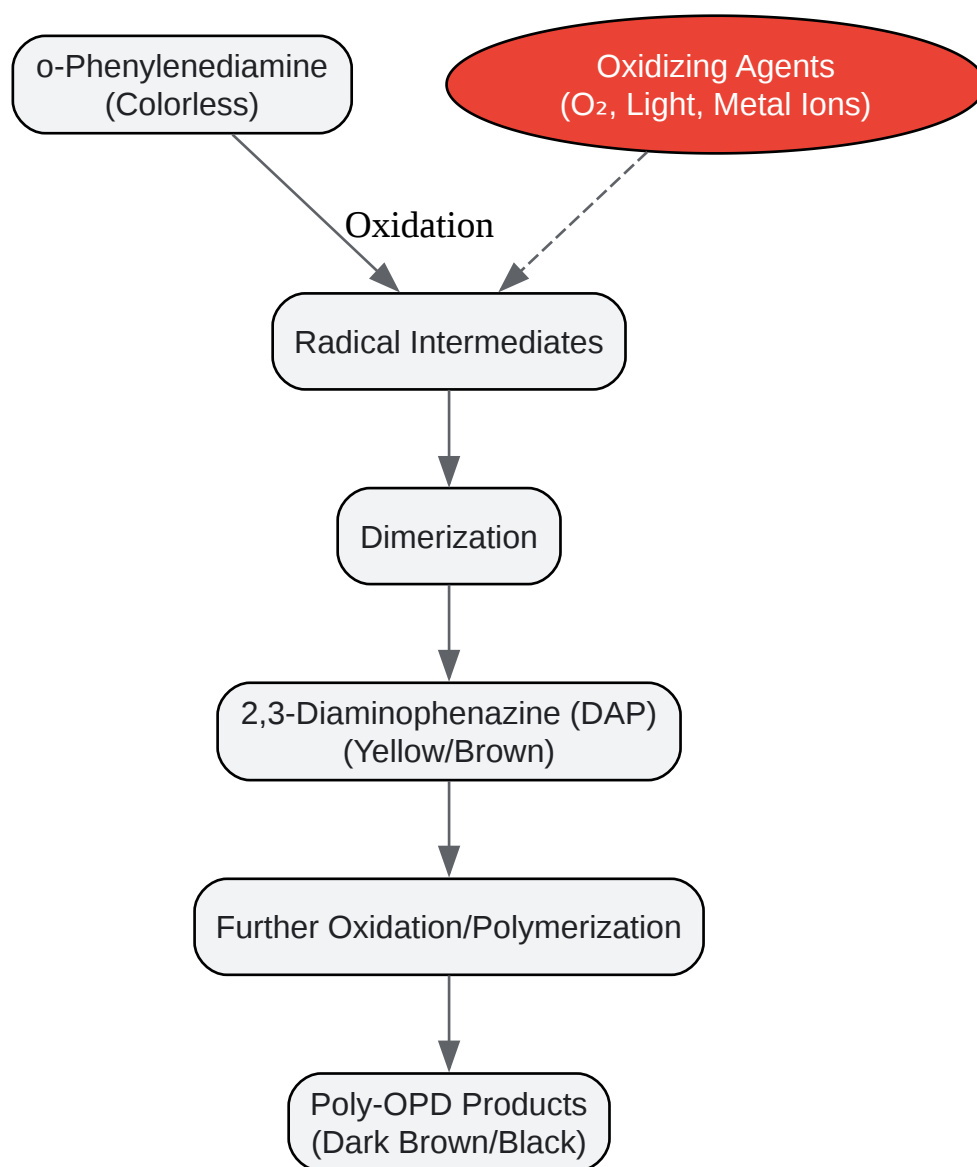 o-Phenylenediamine
(Colorless)
Oxidizing Agents
(O₂, Light, Metal Ions)
Oxidation
Radical Intermediates
Dimerization
2,3-Diaminophenazine (DAP)
(Yellow/Brown)
Further Oxidation/Polymerization
Poly-OPD Products
(Dark Brown/Black)